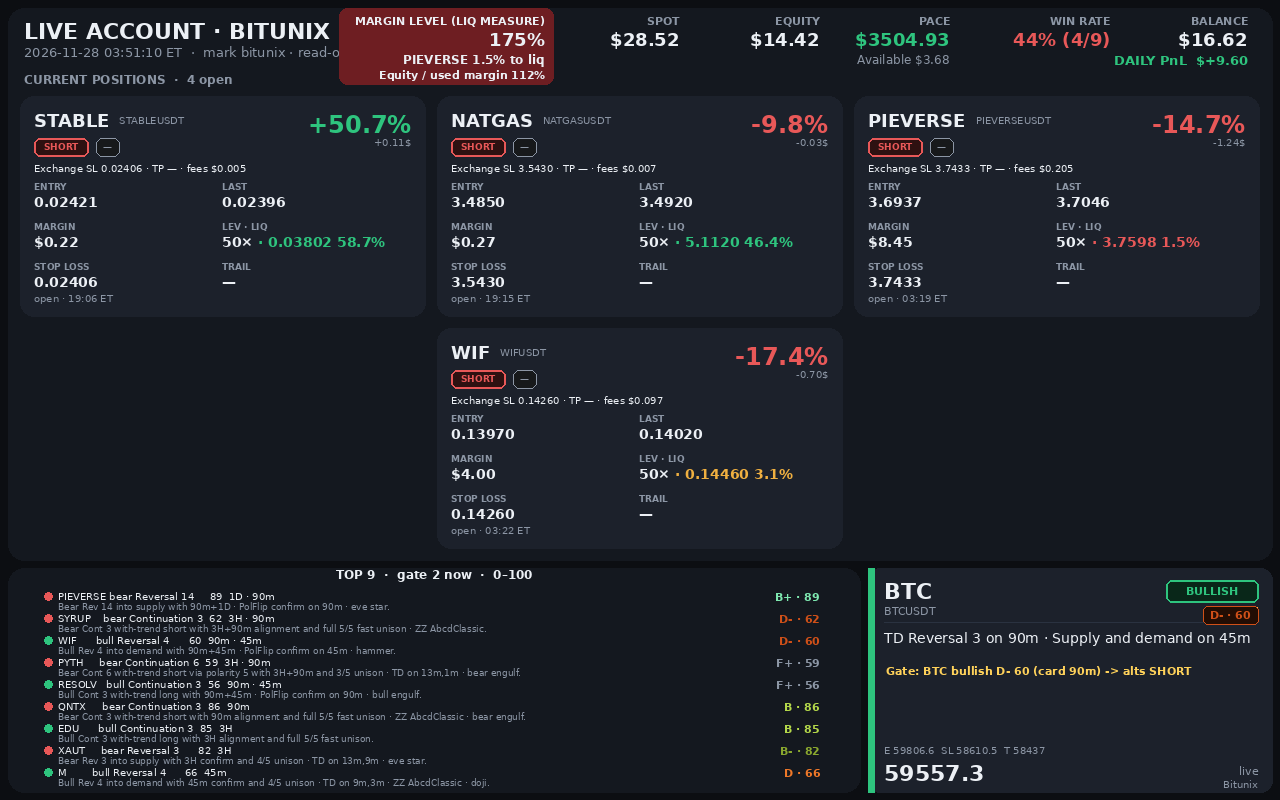 LIVE ACCOUNT · BITUNIX
2026-11-28 03:51:10 ET · mark bitunix · read-o
MARGIN LEVEL (LIQ MEASURE)
175%
PIEVERSE 1.5% to liq
Equity / used margin 112%
SPOT
$28.52
EQUITY
$14.42
PACE
$3504.93
Available $3.68
WIN RATE
44% (4/9)
BALANCE
$16.62
DAILY PnL $+9.60
CURRENT POSITIONS · 4 open
STABLE STABLEUSDT
+50.7%
+0.11$
SHORT —
Exchange SL 0.02406 · TP — · fees $0.005
ENTRY LAST
0.02421 0.02396
MARGIN LEV · LIQ
$0.22 50× · 0.03802 58.7%
STOP LOSS TRAIL
0.02406 —
open · 19:06 ET
NATGAS NATGASUSDT
-9.8%
-0.03$
SHORT —
Exchange SL 3.5430 · TP — · fees $0.007
ENTRY LAST
3.4850 3.4920
MARGIN LEV · LIQ
$0.27 50× · 5.1120 46.4%
STOP LOSS TRAIL
3.5430 —
open · 19:15 ET
PIEVERSE PIEVERSEUSDT
-14.7%
-1.24$
SHORT —
Exchange SL 3.7433 · TP — · fees $0.205
ENTRY LAST
3.6937 3.7046
MARGIN LEV · LIQ
$8.45 50× · 3.7598 1.5%
STOP LOSS TRAIL
3.7433 —
open · 03:19 ET
WIF WIFUSDT
-17.4%
-0.70$
SHORT —
Exchange SL 0.14260 · TP — · fees $0.097
ENTRY LAST
0.13970 0.14020
MARGIN LEV · LIQ
$4.00 50× · 0.14460 3.1%
STOP LOSS TRAIL
0.14260 —
open · 03:22 ET
TOP 9 · gate 2 now · 0–100
PIEVERSE bear Reversal 14 89 1D · 90m B+ · 89
Bear Rev 14 into supply with 90m+1D · PolFlip confirm on 90m · eve star.
SYRUP bear Continuation 3 62 3H · 90m D- · 62
Bear Cont 3 with-trend short with 3H+90m alignment and full 5/5 fast unison · ZZ AbcdClassic.
WIF bull Reversal 4 60 90m · 45m D- · 60
Bull Rev 4 into demand with 90m+45m · PolFlip confirm on 45m · hammer.
PYTH bear Continuation 6 59 3H · 90m F+ · 59
Bear Cont 6 with-trend short via polarity 5 with 3H+90m and 3/5 unison · TD on 13m,1m · bear engulf.
RESOLV bull Continuation 3 56 90m · 45m F+ · 56
Bull Cont 3 with-trend long with 90m+45m · PolFlip confirm on 90m · bull engulf.
QNTX bear Continuation 3 86 90m B · 86
Bear Cont 3 with-trend short with 90m alignment and full 5/5 fast unison · ZZ AbcdClassic · bear engulf.
EDU bull Continuation 3 85 3H B · 85
Bull Cont 3 with-trend long with 3H alignment and full 5/5 fast unison.
XAUT bear Reversal 3 82 3H B- · 82
Bear Rev 3 into supply with 3H confirm and 4/5 unison · TD on 13m,9m · eve star.
M bull Reversal 4 66 45m D · 66
Bull Rev 4 into demand with 45m confirm and 4/5 unison · TD on 9m,3m · ZZ AbcdClassic · doji.
BTC
BULLISH
BTCUSDT
D- · 60
TD Reversal 3 on 90m · Supply and demand on 45m
Gate: BTC bullish D- 60 (card 90m) -> alts SHORT
E 59806.6 SL 58610.5 T 58437
59557.3
live
Bitunix